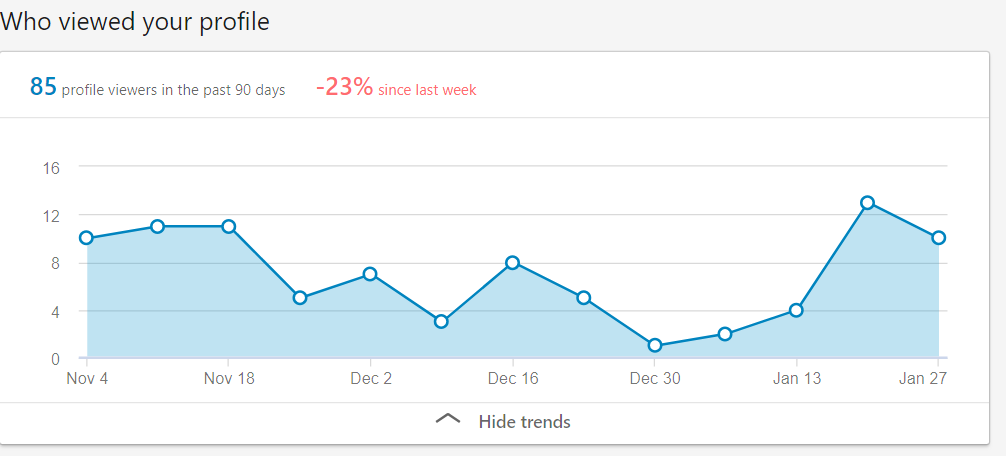 Who viewed your profile
85 profile viewers in the past 90 days -23% since last week
16
12
8
4
0
Nov 4 Nov 18 Dec 2 Dec 16 Dec 30 Jan 13 Jan 27
Hide trends